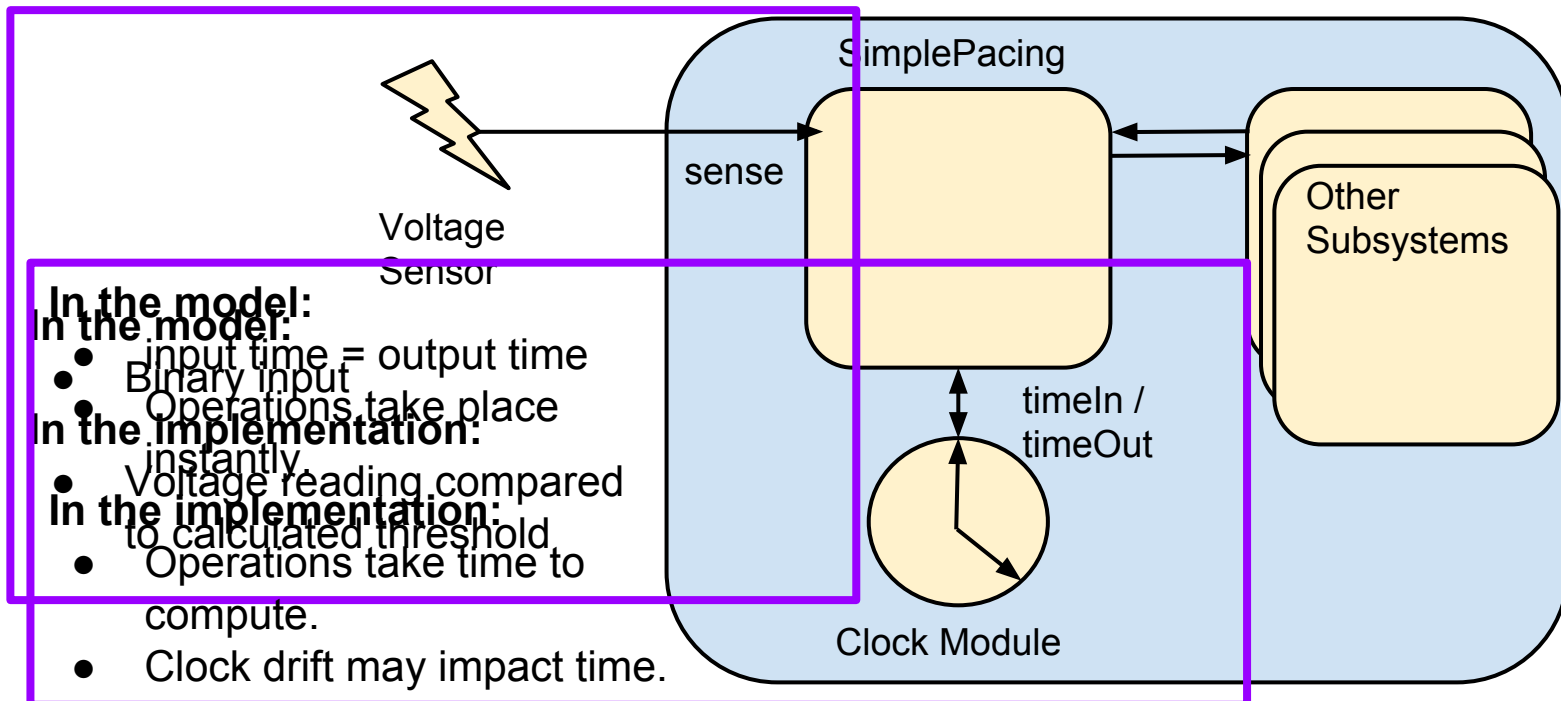 SimplePacing
sense
Voltage
Sensor
Other
Subsystems
timeIn /
timeOut
Clock Module
In the model:
● Binary input
In the implementation:
● Voltage reading compared
to calculated threshold
In the model:
● input time = output time
● Operations take place
instantly.
In the implementation:
● Operations take time to
compute.
● Clock drift may impact time.